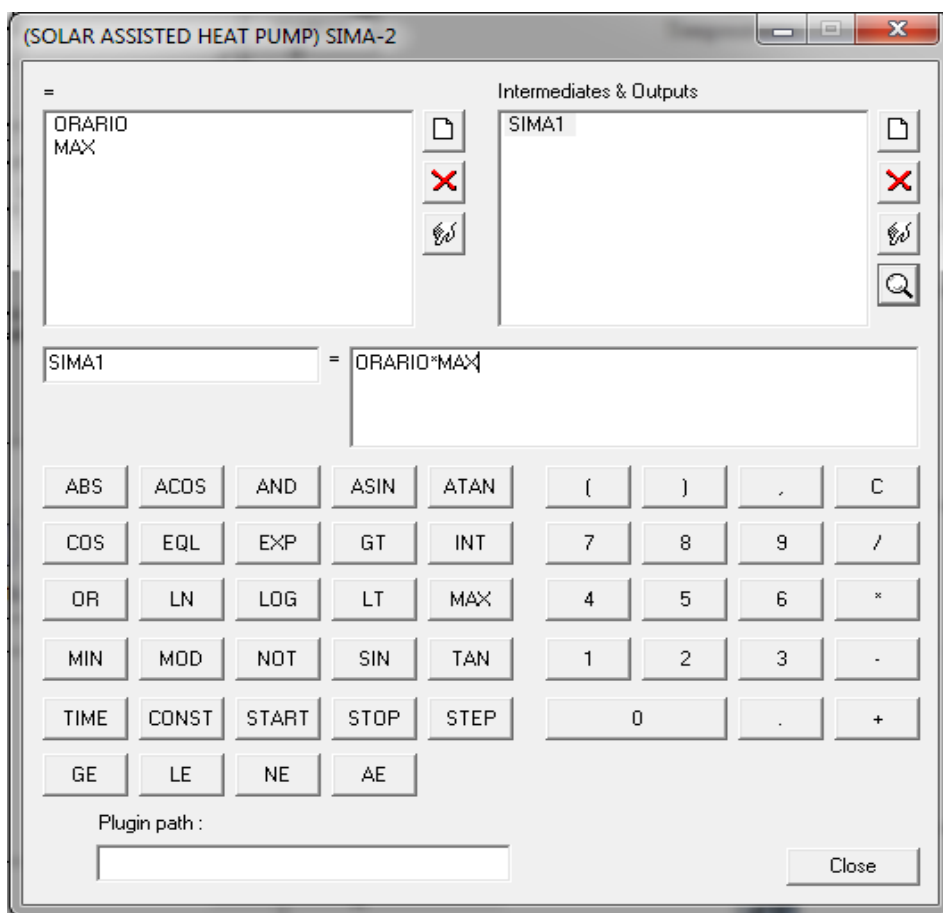 (SOLAR ASSISTED HEAT PUMP) SIMA-2
= Intermediates & Outputs
ORARIO
MAX
SIMA1
SIMA1 = ORARIO*MAX
ABS ACOS AND ASIN ATAN ( ) , C
COS EQL EXP GT INT 7 8 9 /
OR LN LOG LT MAX 4 5 6 *
MIN MOD NOT SIN TAN 1 2 3 -
TIME CONST START STOP STEP 0 . +
GE LE NE AE
Plugin path :
Close